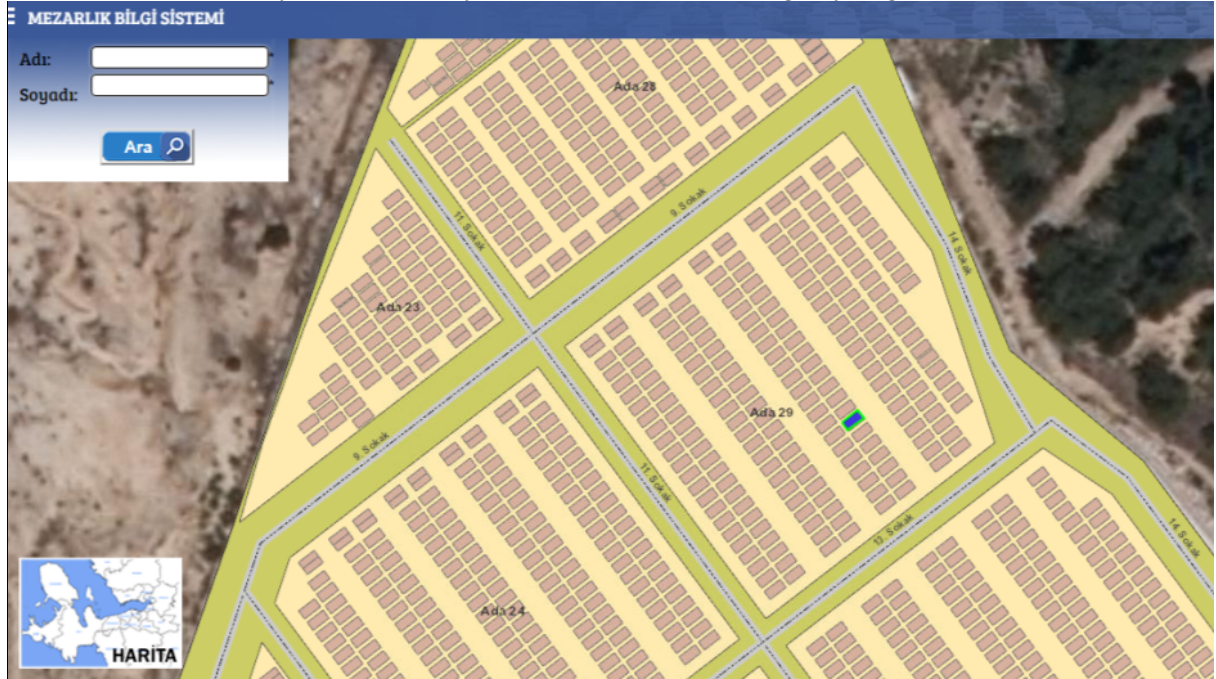 MEZARLIK BİLGİ SİSTEMİ
Adı:
*
Soyadı:
*
Ara
Ada 28
9. Sokak
11. Sokak
14. Sokak
Ada 23
Ada 29
9. Sokak
11. Sokak
13. Sokak
14. Sokak
Ada 24
HARİTA